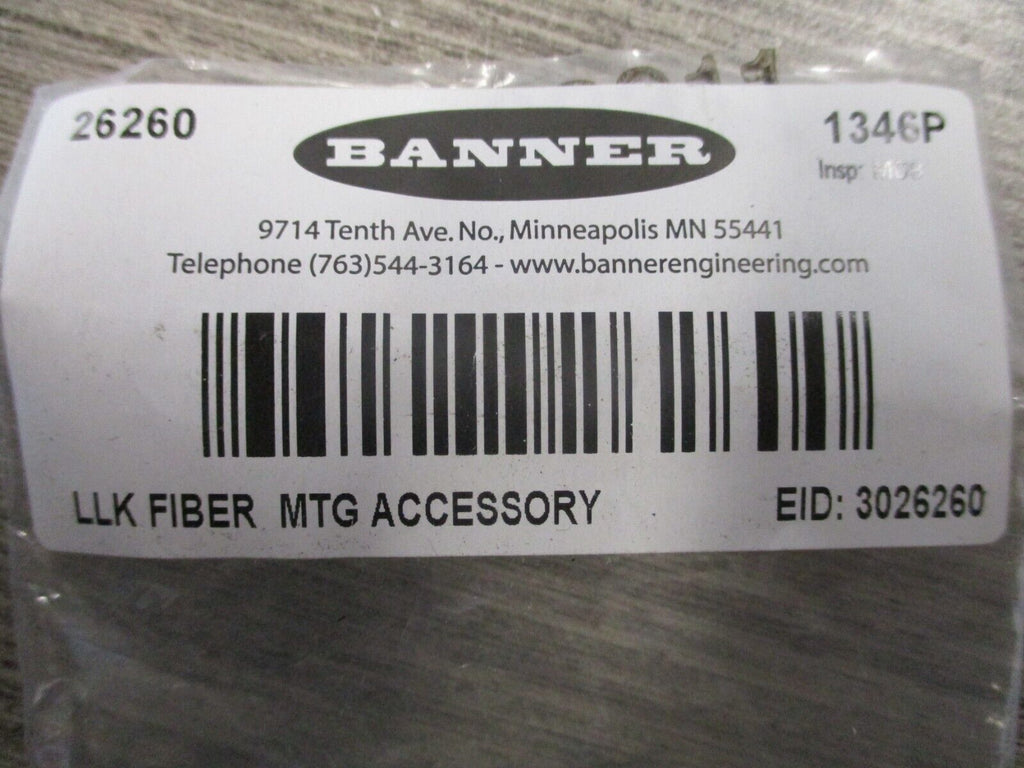 26260
BANNER
1346P
Insp:
9714 Tenth Ave. No., Minneapolis MN 55441
Telephone (763)544-3164 - www.bannerengineering.com
LLK FIBER MTG ACCESSORY
EID: 3026260